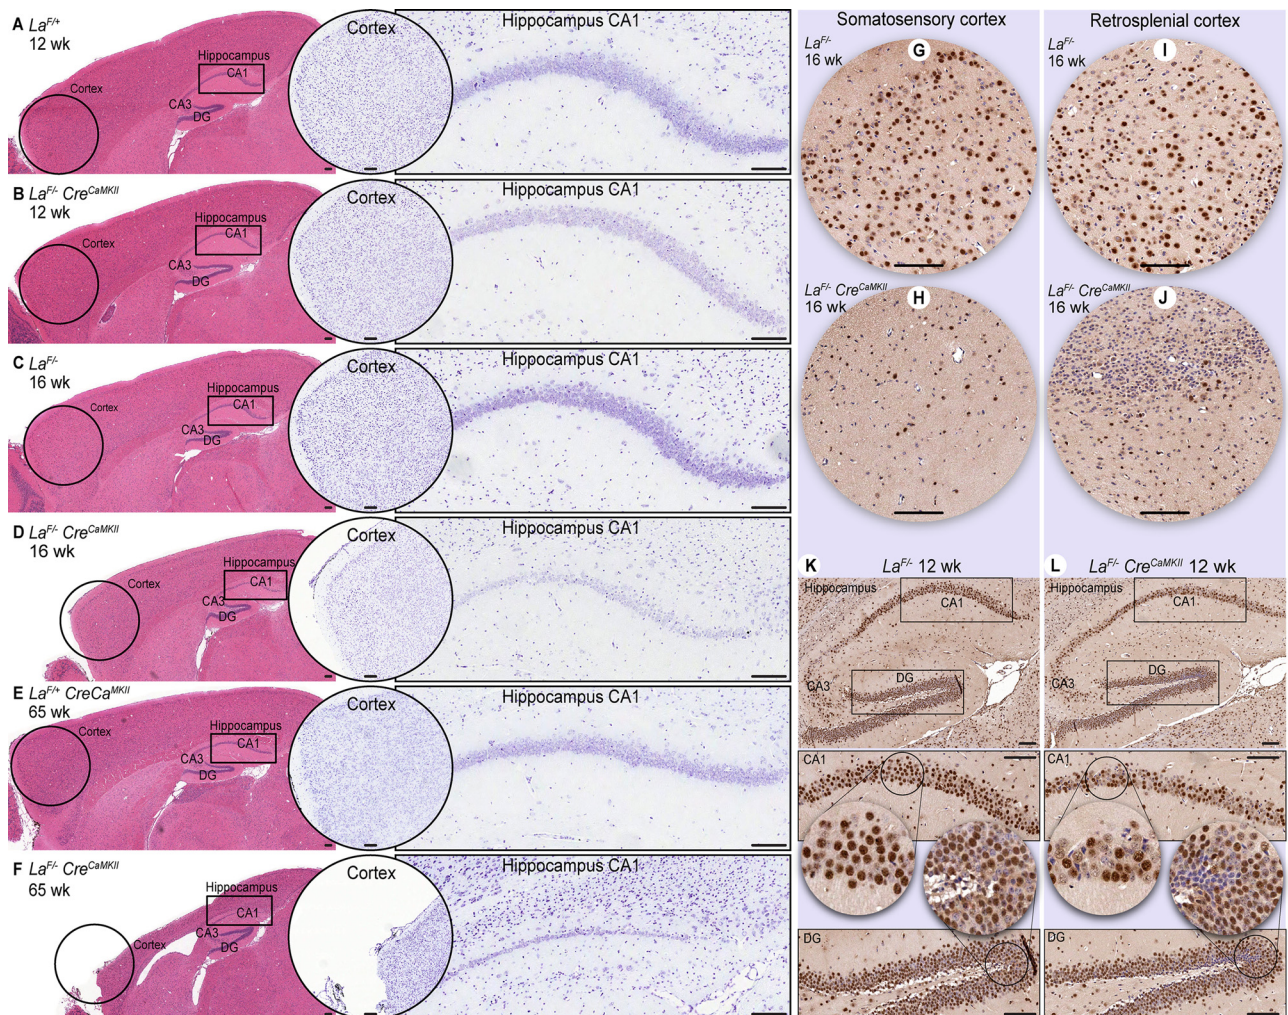 A La^F/+
12 wk
Hippocampus
CA1
Cortex
CA3
DG
Cortex
Hippocampus CA1
B La^F/- Cre^CaMKII
12 wk
Hippocampus
CA1
Cortex
CA3
DG
Cortex
Hippocampus CA1
C La^F/-
16 wk
Hippocampus
CA1
Cortex
CA3
DG
Cortex
Hippocampus CA1
D La^F/- Cre^CaMKII
16 wk
Hippocampus
CA1
Cortex
CA3
DG
Cortex
Hippocampus CA1
E La^F/+ CreCa^MKII
65 wk
Hippocampus
CA1
CA3
Cortex
DG
Cortex
Hippocampus CA1
F La^F/- Cre^CaMKII
65 wk
Hippocampus
CA1
CA3
Cortex
DG
Cortex
Hippocampus CA1
Somatosensory cortex
Retrosplenial cortex
La^F/-
16 wk
G
La^F/-
16 wk
I
La^F/- Cre^CaMKII
16 wk
H
La^F/- Cre^CaMKII
16 wk
J
K La^F/- 12 wk
Hippocampus
CA1
CA3
DG
CA1
DG
L La^F/- Cre^CaMKII 12 wk
Hippocampus
CA1
CA3
DG
CA1
DG